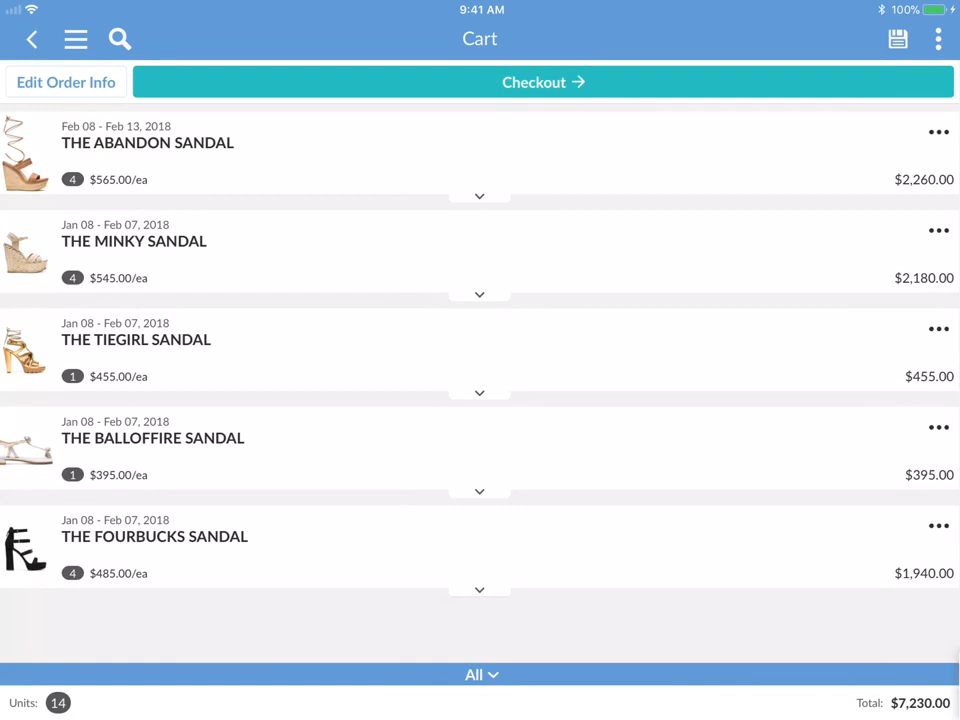 9:41 AM
100%
Cart
Edit Order Info
Checkout →
Feb 08 - Feb 13, 2018
THE ABANDON SANDAL
4 $565.00/ea
$2,260.00
Jan 08 - Feb 07, 2018
THE MINKY SANDAL
4 $545.00/ea
$2,180.00
Jan 08 - Feb 07, 2018
THE TIEGIRL SANDAL
1 $455.00/ea
$455.00
Jan 08 - Feb 07, 2018
THE BALLOFFIRE SANDAL
1 $395.00/ea
$395.00
Jan 08 - Feb 07, 2018
THE FOURBUCKS SANDAL
4 $485.00/ea
$1,940.00
All
Units: 14
Total: $7,230.00